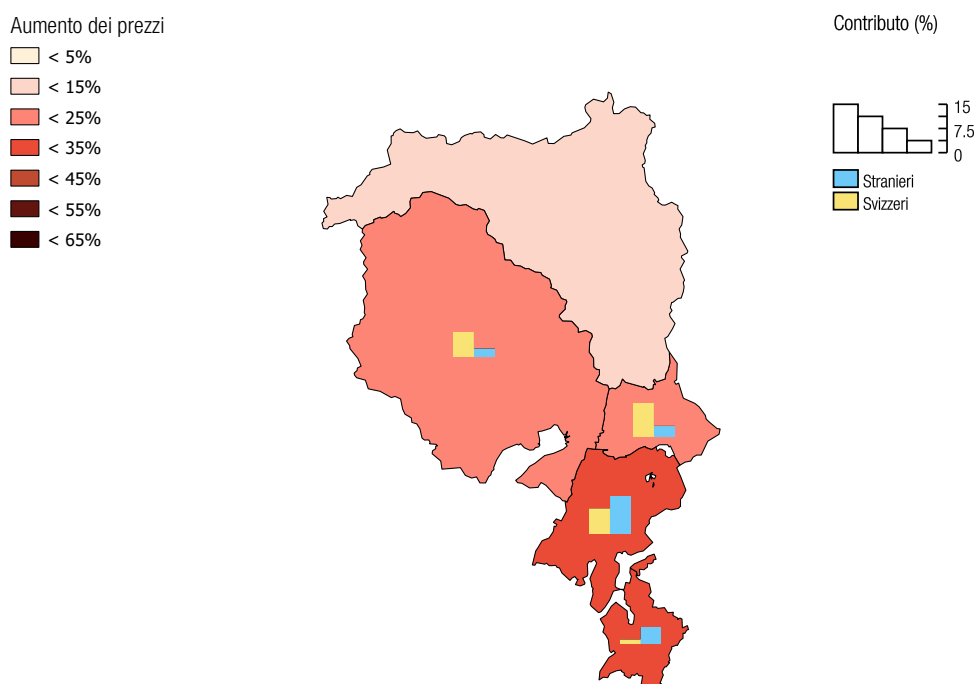 Aumento dei prezzi
< 5%
< 15%
< 25%
< 35%
< 45%
< 55%
< 65%
Contributo (%)
15
7.5
0
Stranieri
Svizzeri